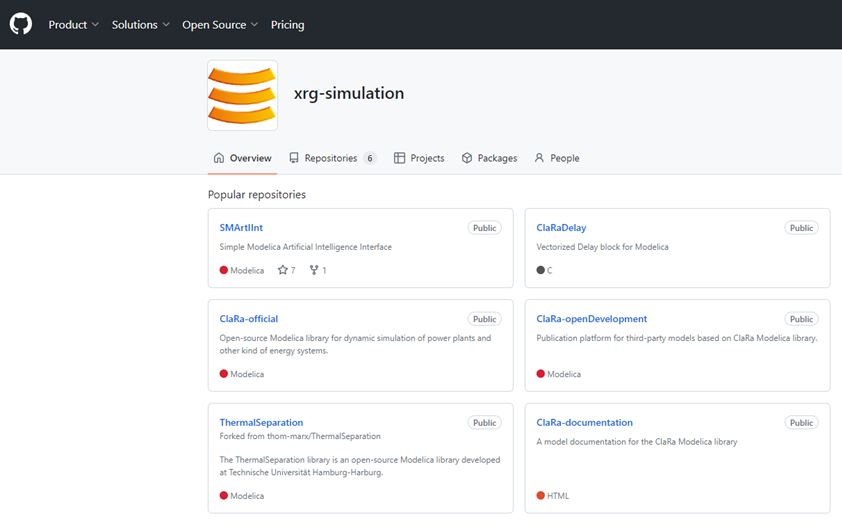 Product Solutions Open Source Pricing
xrg-simulation
Overview Repositories 6 Projects Packages People
Popular repositories
SMArtIInt Public
Simple Modelica Artificial Intelligence Interface
Modelica 7 1
ClaRaDelay Public
Vectorized Delay block for Modelica
C
ClaRa-official Public
Open-source Modelica library for dynamic simulation of power plants and
other kind of energy systems.
Modelica
ClaRa-openDevelopment Public
Publication platform for third-party models based on ClaRa Modelica library.
Modelica
ThermalSeparation Public
Forked from thom-marx/ThermalSeparation
The ThermalSeparation library is an open-source Modelica library developed
at Technische Universität Hamburg-Harburg.
Modelica
ClaRa-documentation Public
A model documentation for the ClaRa Modelica library
HTML